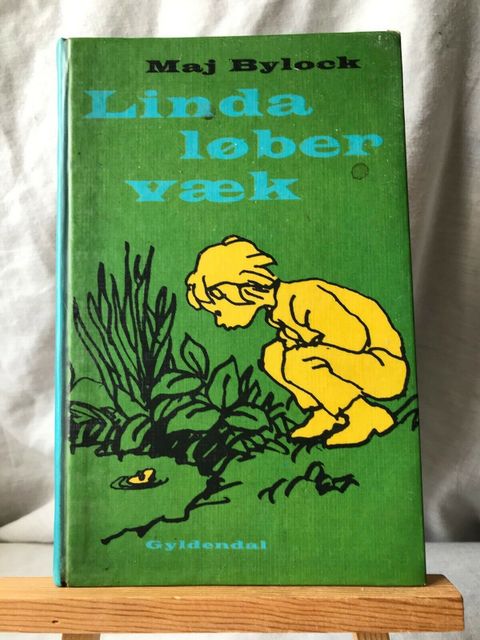 Maj Bylock
Linda
løber
væk
Gyldendal